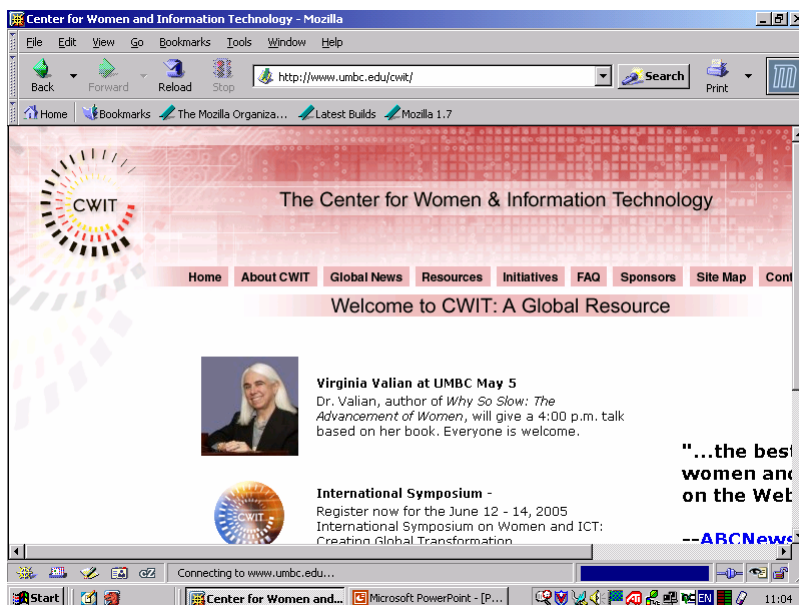 Center for Women and Information Technology - Mozilla
File Edit View Go Bookmarks Tools Window Help
Back Forward Reload Stop http://www.umbc.edu/cwit/ Search Print
Home Bookmarks The Mozilla Organiza... Latest Builds Mozilla 1.7
CWIT
The Center for Women & Information Technology
Home About CWIT Global News Resources Initiatives FAQ Sponsors Site Map Cont
Welcome to CWIT: A Global Resource
Virginia Valian at UMBC May 5
Dr. Valian, author of Why So Slow: The
Advancement of Women, will give a 4:00 p.m. talk
based on her book. Everyone is welcome.
"...the best
women and
on the Web
--ABCNews
CWIT
International Symposium -
Register now for the June 12 - 14, 2005
International Symposium on Women and ICT:
Creating Global Transformation
Connecting to www.umbc.edu...
Start Center for Women and... Microsoft PowerPoint - [P... EN 11:04